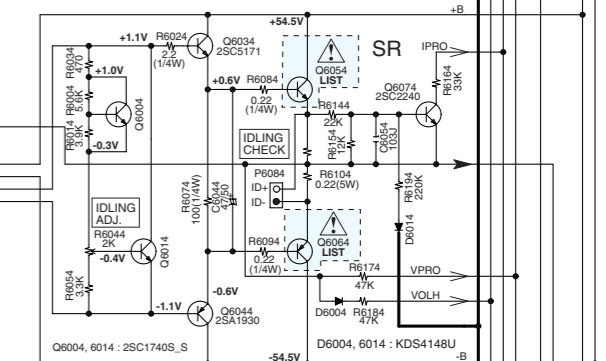 +B
+54.5V
+1.1V
R6024
2.2
(1/4W)
Q6034
2SC5171
SR
IPRO
R6034
470
+1.0V
Q6054
LIST
R6164
33K
R6004
5.6K
+0.6V
R6084
0.22
(1/4W)
Q6074
2SC2240
Q6004
R6144
22K
R6014
3.9K
-0.3V
IDLING
CHECK
R6154
12K
C6054
103J
P6084
ID+
ID-
R6104
0.22(5W)
R6194
220K
R6074
100(1/4W)
C6044
47/50
IDLING
ADJ.
R6044
2K
-0.4V
Q6014
D6014
Q6064
LIST
R6094
0.22
(1/4W)
R6174
47K
VPRO
R6054
3.3K
-0.6V
VOLH
-1.1V
Q6044
2SA1930
D6004
R6184
47K
Q6004, 6014 : 2SC1740S_S
D6004, 6014 : KDS4148U
-54.5V
-B